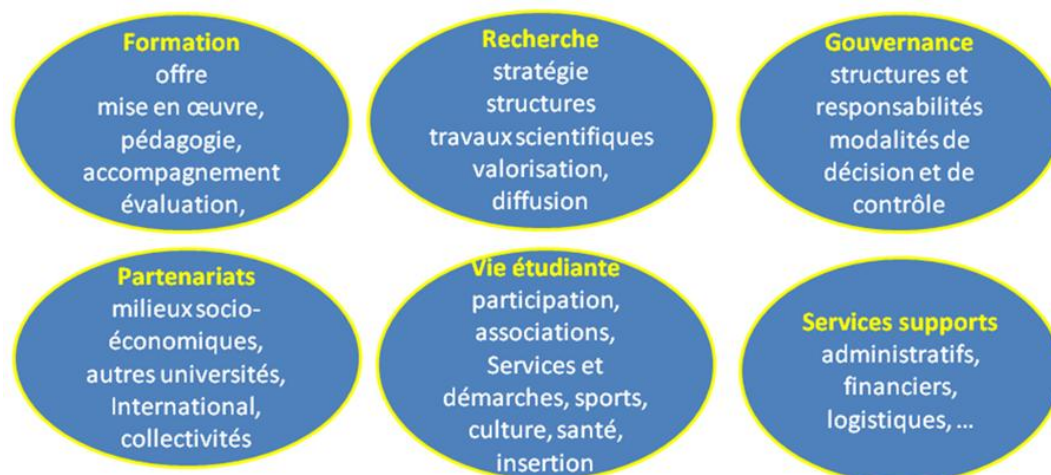 Formation
offre
mise en œuvre,
pédagogie,
accompagnement
évaluation,
Recherche
stratégie
structures
travaux scientifiques
valorisation,
diffusion
Gouvernance
structures et
responsabilités
modalités de
décision et de
contrôle
Partenariats
milieux socio-
économiques,
autres universités,
International,
collectivités
Vie étudiante
participation,
associations,
Services et
démarches, sports,
culture, santé,
insertion
Services supports
administratifs,
financiers,
logistiques, ...